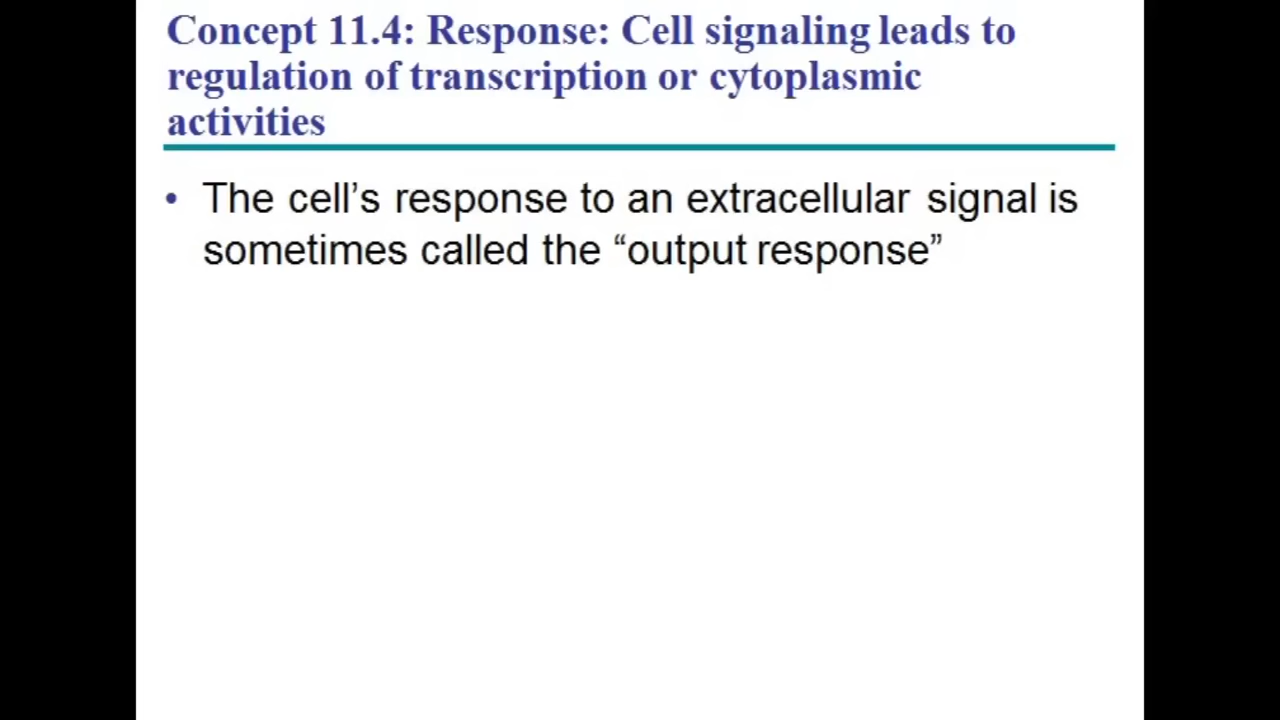 Concept 11.4: Response: Cell signaling leads to
regulation of transcription or cytoplasmic
activities
• The cell’s response to an extracellular signal is
sometimes called the “output response”